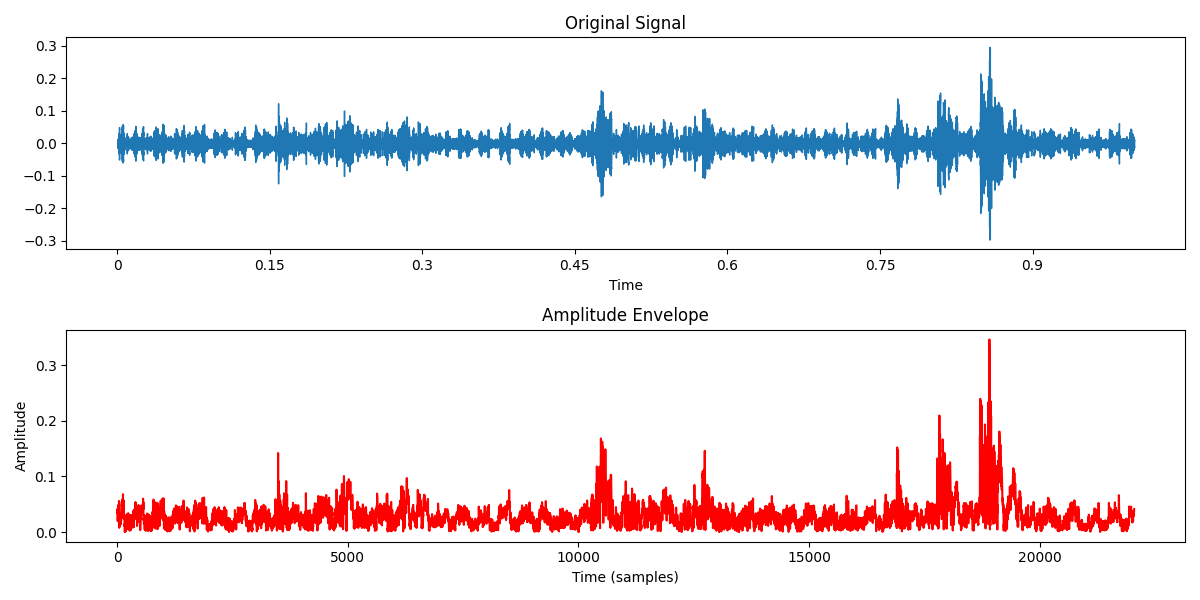 Original Signal
0.3
0.2
0.1
0.0
−0.1
−0.2
−0.3
0 0.15 0.3 0.45 0.6 0.75 0.9
Time
Amplitude Envelope
Amplitude
0.3
0.2
0.1
0.0
0 5000 10000 15000 20000
Time (samples)